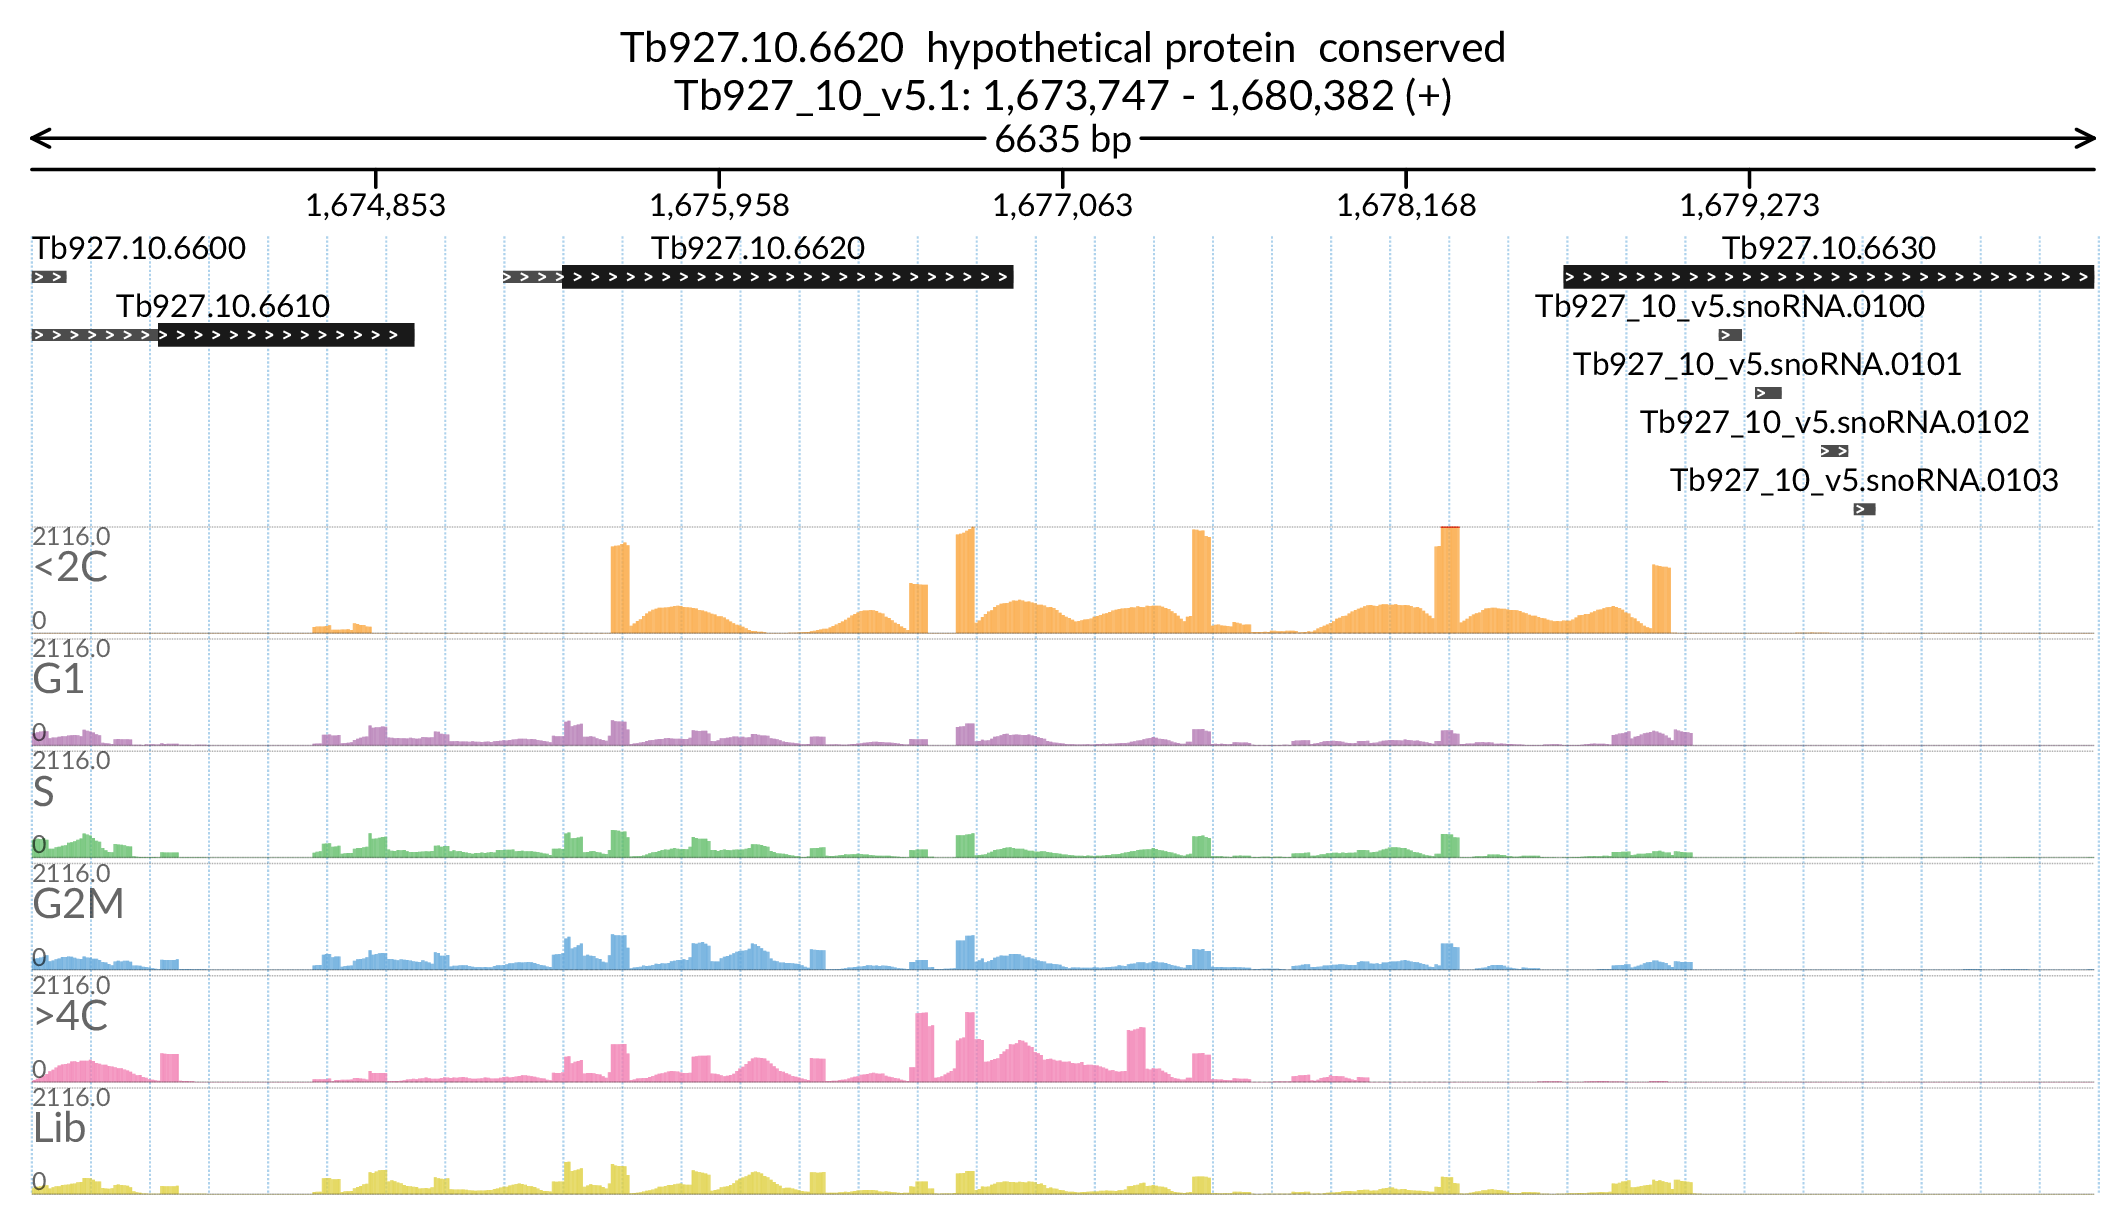 Tb927.10.6620 hypothetical protein conserved
Tb927_10_v5.1: 1,673,747 - 1,680,382 (+)
6635 bp
1,674,853 1,675,958 1,677,063 1,678,168 1,679,273
Tb927.10.6600 Tb927.10.6620 Tb927.10.6630
Tb927.10.6610 Tb927_10_v5.snoRNA.0100
Tb927_10_v5.snoRNA.0101
Tb927_10_v5.snoRNA.0102
Tb927_10_v5.snoRNA.0103
2116.0
<2C
0
2116.0
G1
0
2116.0
S
0
2116.0
G2M
0
2116.0
>4C
0
2116.0
Lib
0